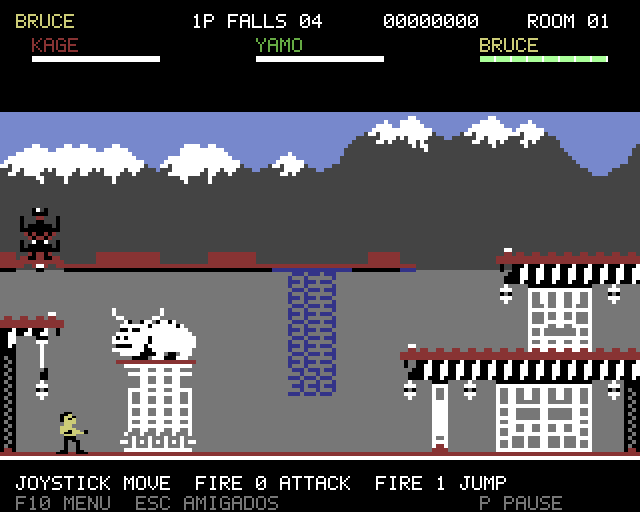 BRUCE 1P FALLS 04 00000000 ROOM 01
KAGE YAMO BRUCE
JOYSTICK MOVE FIRE 0 ATTACK FIRE 1 JUMP
F10 MENU ESC AMIGADOS P PAUSE